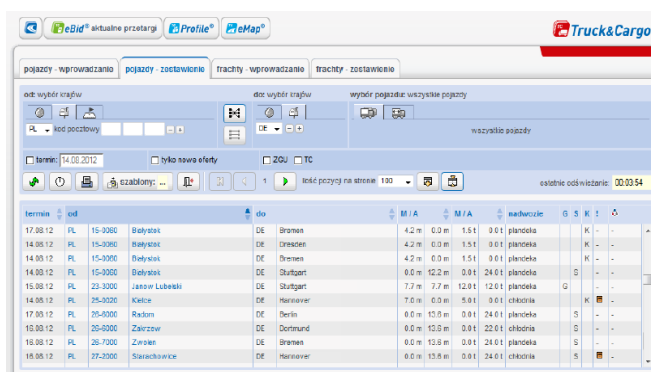 eBid® aktualne przetargi Profile® eMap® Truck&Cargo
pojazdy - wprowadzanie pojazdy - zestawienie frachty - wprowadzanie frachty - zestawienie
od: wybór krajów do: wybór krajów wybór pojazdu: wszystkie pojazdy
PL kod pocztowy - + DE - + wszystkie pojazdy
termin: 14.08.2012 tylko nowe oferty ZGU TC
szablony: ... 1 Ilość pozycji na stronie 100 ostatnie odświeżanie: 00:03:54
termin od do M / A M / A nadwozie G S K
17.08.12 PL 15-0060 Białystok DE Bremen 4.2 m 0.0 m 1.5 t 0.0 t plandeka K - -
14.08.12 PL 15-0060 Białystok DE Dresden 4.2 m 0.0 m 1.5 t 0.0 t plandeka K - -
14.08.12 PL 15-0060 Białystok DE Bremen 4.2 m 0.0 m 1.5 t 0.0 t plandeka K - -
14.08.12 PL 15-0060 Białystok DE Stuttgart 0.0 m 12.2 m 0.0 t 24.0 t plandeka S - -
15.08.12 PL 23-3000 Janow Lubelski DE Stuttgart 7.7 m 7.7 m 12.0 t 12.0 t plandeka G - -
14.08.12 PL 25-0020 Kielce DE Hannover 7.0 m 0.0 m 5.0 t 0.0 t chłodnia K -
17.08.12 PL 26-6000 Radom DE Berlin 0.0 m 13.6 m 0.0 t 24.0 t plandeka S - -
16.08.12 PL 26-6000 Zakrzew DE Dortmund 0.0 m 13.6 m 0.0 t 22.0 t chłodnia S - -
16.08.12 PL 26-7000 Zwolen DE Bremen 0.0 m 13.6 m 0.0 t 24.0 t plandeka S - -
16.08.12 PL 27-2000 Starachowice DE Hannover 0.0 m 13.6 m 0.0 t 24.0 t chłodnia S -